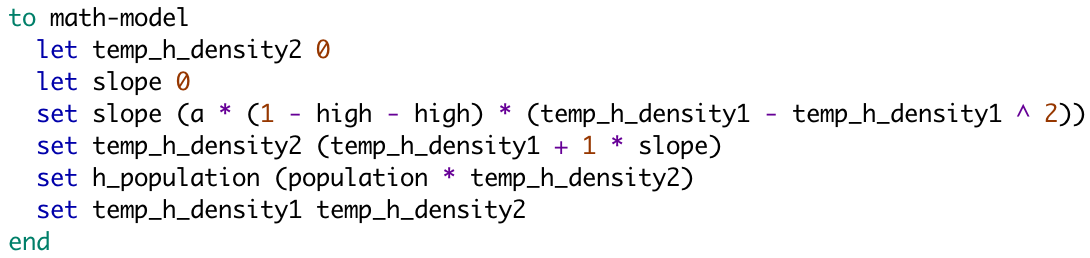 to math-model
  let temp_h_density2 0
  let slope 0
  set slope (a * (1 - high - high) * (temp_h_density1 - temp_h_density1 ^ 2))
  set temp_h_density2 (temp_h_density1 + 1 * slope)
  set h_population (population * temp_h_density2)
  set temp_h_density1 temp_h_density2
end